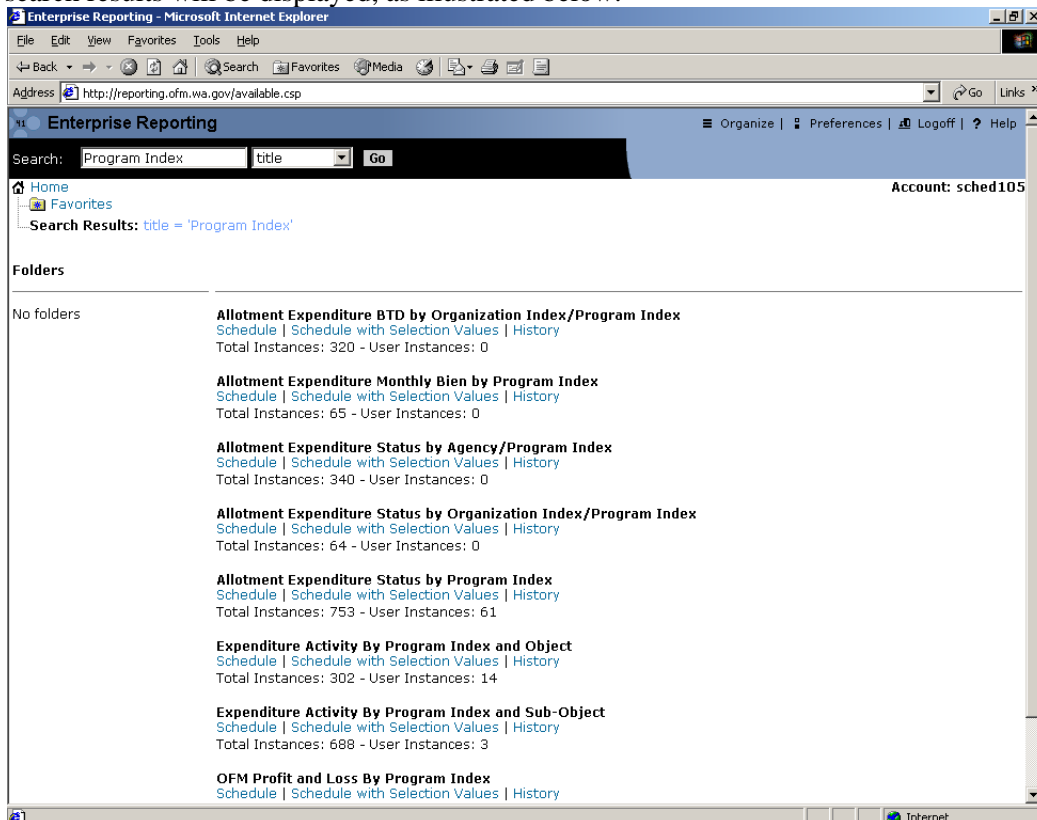 search results will be displayed, as illustrated below.
Enterprise Reporting - Microsoft Internet Explorer
File Edit View Favorites Tools Help
Back Search Favorites Media
Address http://reporting.ofm.wa.gov/available.csp Go Links »
Enterprise Reporting Organize | Preferences | Logoff | ? Help
Search: Program Index title Go
Home Account: sched105
Favorites
Search Results: title = 'Program Index'
Folders
No folders
Allotment Expenditure BTD by Organization Index/Program Index
Schedule | Schedule with Selection Values | History
Total Instances: 320 - User Instances: 0
Allotment Expenditure Monthly Bien by Program Index
Schedule | Schedule with Selection Values | History
Total Instances: 65 - User Instances: 0
Allotment Expenditure Status by Agency/Program Index
Schedule | Schedule with Selection Values | History
Total Instances: 340 - User Instances: 0
Allotment Expenditure Status by Organization Index/Program Index
Schedule | Schedule with Selection Values | History
Total Instances: 64 - User Instances: 0
Allotment Expenditure Status by Program Index
Schedule | Schedule with Selection Values | History
Total Instances: 753 - User Instances: 61
Expenditure Activity By Program Index and Object
Schedule | Schedule with Selection Values | History
Total Instances: 302 - User Instances: 14
Expenditure Activity By Program Index and Sub-Object
Schedule | Schedule with Selection Values | History
Total Instances: 688 - User Instances: 3
OFM Profit and Loss By Program Index
Schedule | Schedule with Selection Values | History
Internet